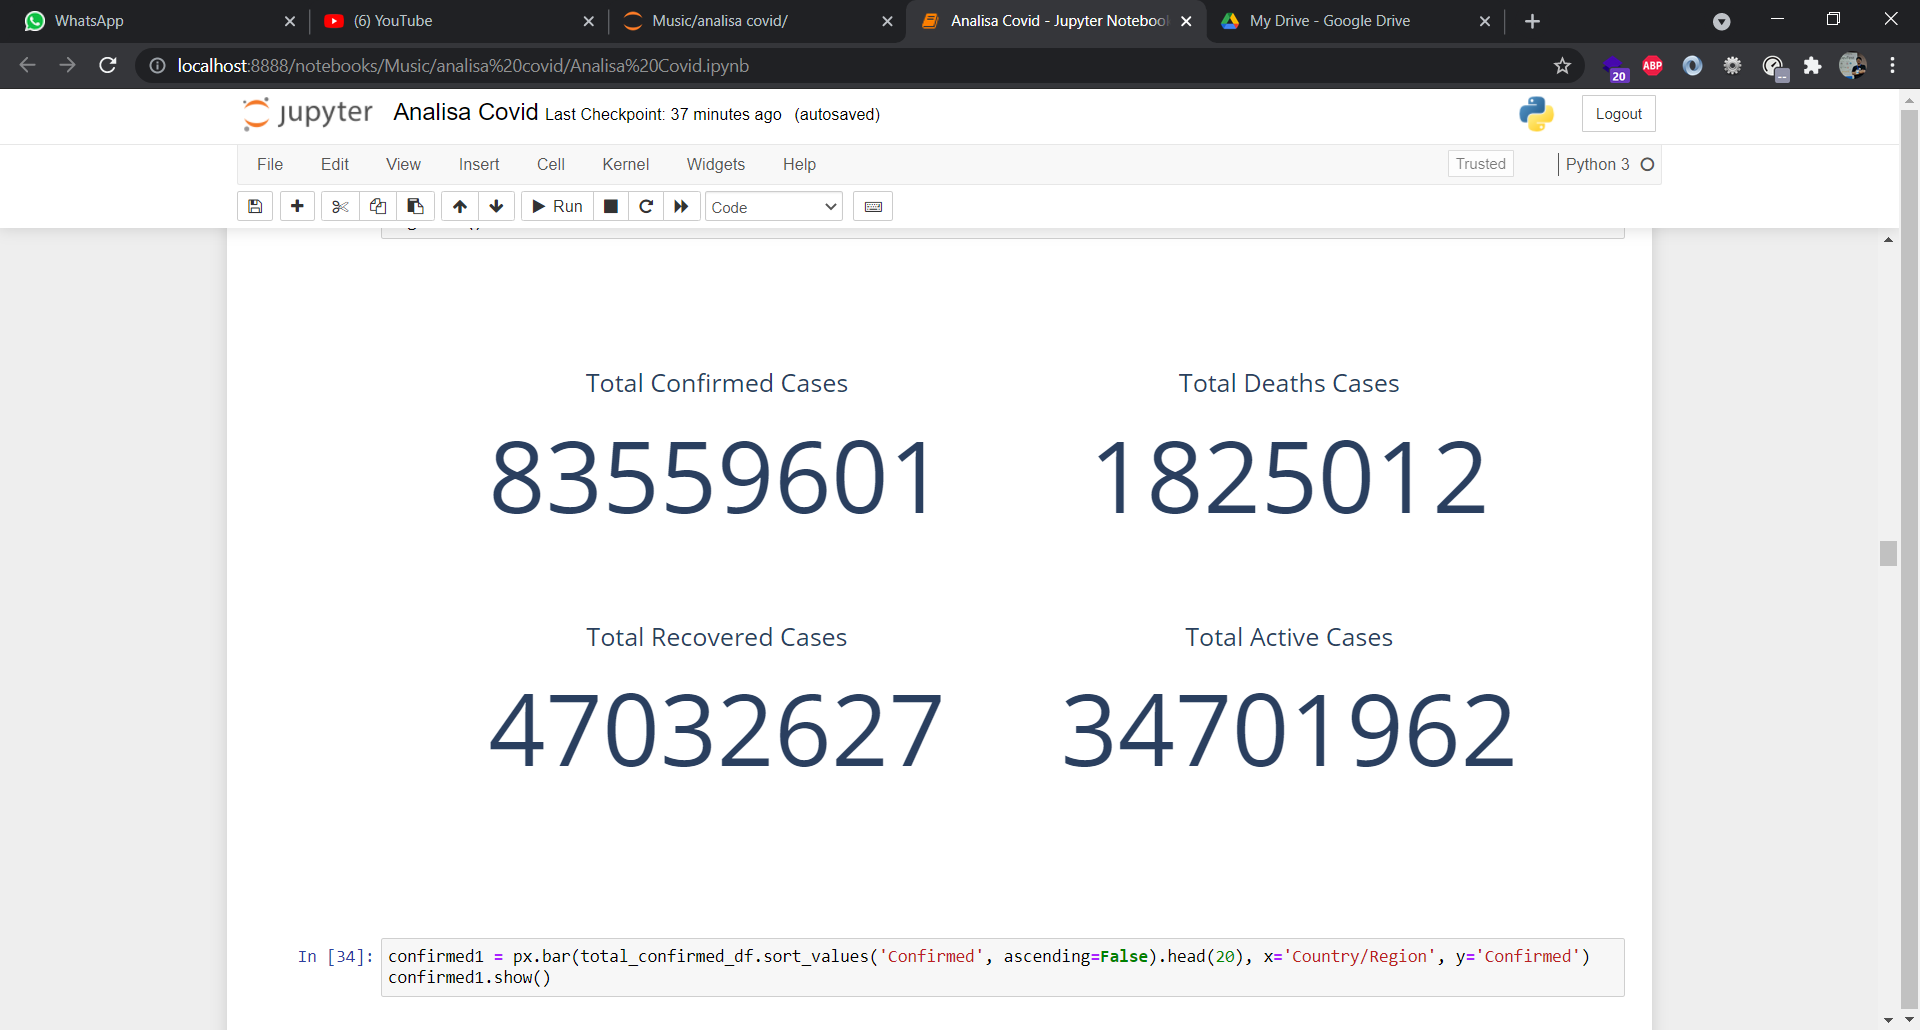 WhatsApp
(6) YouTube
Music/analisa covid/
Analisa Covid - Jupyter Notebook
My Drive - Google Drive
localhost:8888/notebooks/Music/analisa%20covid/Analisa%20Covid.ipynb
20
ABP
jupyter Analisa Covid Last Checkpoint: 37 minutes ago (autosaved)
Logout
File Edit View Insert Cell Kernel Widgets Help
Trusted
Python 3
Run
Code
Total Confirmed Cases
83559601
Total Deaths Cases
1825012
Total Recovered Cases
47032627
Total Active Cases
34701962
In [34]: confirmed1 = px.bar(total_confirmed_df.sort_values('Confirmed', ascending=False).head(20), x='Country/Region', y='Confirmed')
confirmed1.show()